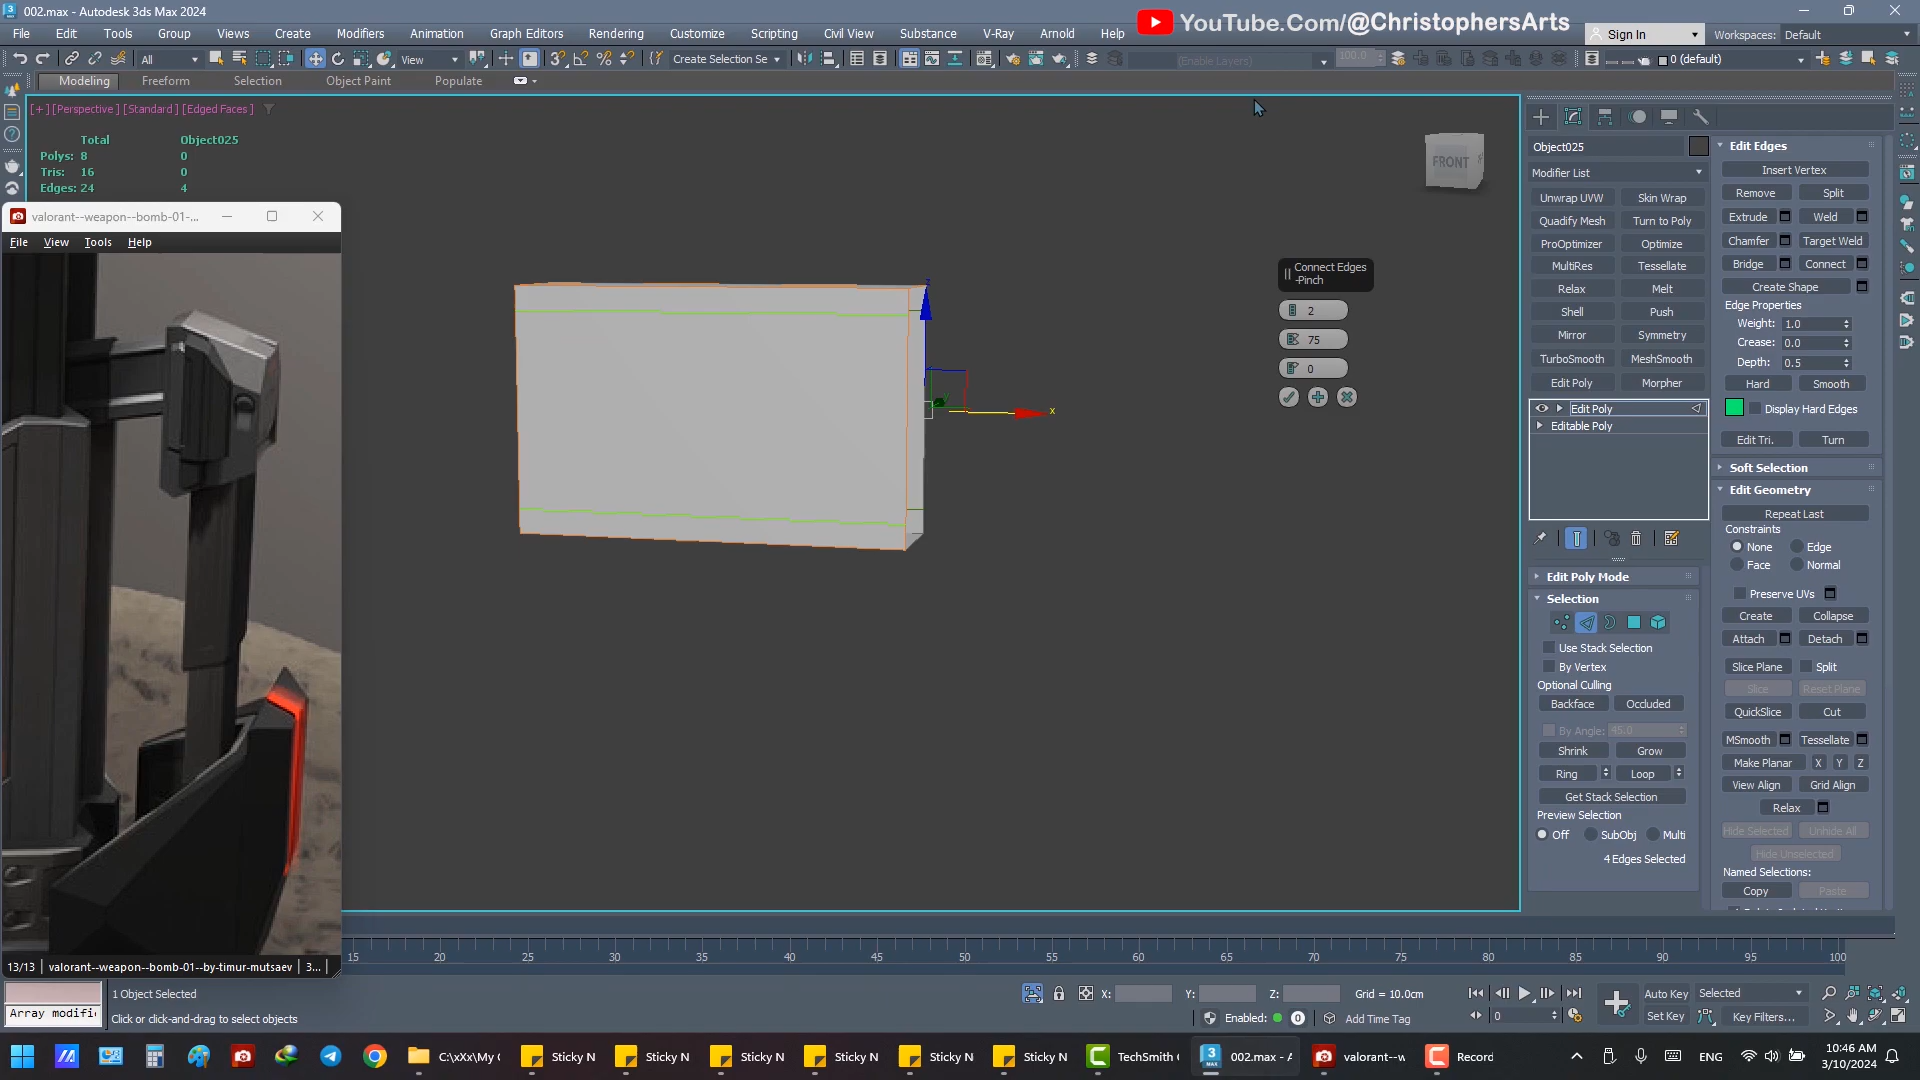 002.max - Autodesk 3ds Max 2024
YouTube.Com/@ChristophersArts
File Edit Tools Group Views Create Modifiers Animation Graph Editors Rendering Customize Scripting Civil View Substance V-Ray Arnold Help
Sign In
Workspaces: Default
All
View
Create Selection Se
(Enable Layers)
100.0
0 (default)
Modeling Freeform Selection Object Paint Populate
[+] [Perspective] [Standard] [Edged Faces]
Total Object025
Polys: 8 0
Tris: 16 0
Edges: 24 4
valorant--weapon--bomb-01-...
File View Tools Help
13/13 valorant--weapon--bomb-01--by-timur-mutsaev 3...
FRONT
Connect Edges
-Pinch
2
75
0
z
x
Object025
Modifier List
Unwrap UVW Skin Wrap
Quadify Mesh Turn to Poly
ProOptimizer Optimize
MultiRes Tessellate
Relax Melt
Shell Push
Mirror Symmetry
TurboSmooth MeshSmooth
Edit Poly Morpher
Edit Poly
Editable Poly
Edit Poly Mode
Selection
Use Stack Selection
By Vertex
Optional Culling
Backface Occluded
By Angle: 45.0
Shrink Grow
Ring Loop
Get Stack Selection
Preview Selection
Off SubObj Multi
4 Edges Selected
Edit Edges
Insert Vertex
Remove Split
Extrude Weld
Chamfer Target Weld
Bridge Connect
Create Shape
Edge Properties
Weight: 1.0
Crease: 0.0
Depth: 0.5
Hard Smooth
Display Hard Edges
Edit Tri. Turn
Soft Selection
Edit Geometry
Repeat Last
Constraints
None Edge
Face Normal
Preserve UVs
Create Collapse
Attach Detach
Slice Plane Split
Slice Reset Plane
QuickSlice Cut
MSmooth Tessellate
Make Planar X Y Z
View Align Grid Align
Relax
Hide Selected Unhide All
Hide Unselected
Named Selections:
Copy Paste
15 20 25 30 35 40 45 50 55 60 65 70 75 80 85 90 95 100
Array modifi
1 Object Selected
Click or click-and-drag to select objects
X: Y: Z: Grid = 10.0cm
Enabled: 0 Add Time Tag
0
Auto Key Selected
Set Key Key Filters...
C:\xXx\My Sticky N Sticky N Sticky N Sticky N Sticky N Sticky N TechSmith 002.max - A valorant--w Record
ENG
10:46 AM
3/10/2024